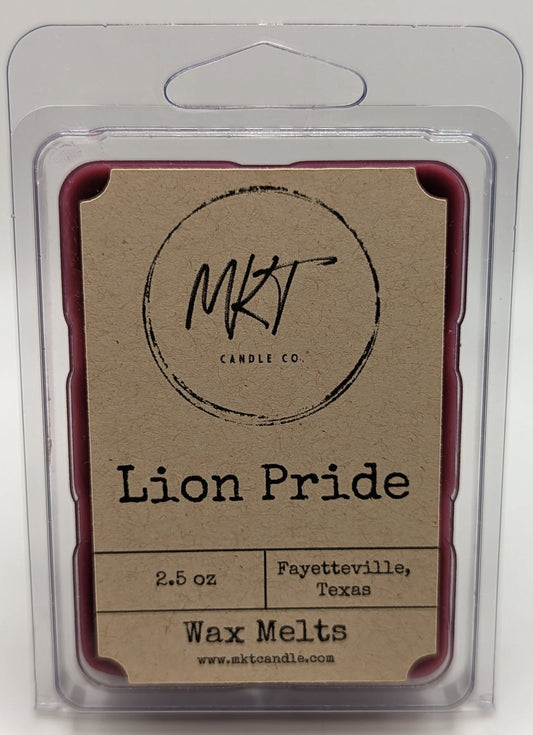 MKT
CANDLE CO.
Lion Pride
2.5 oz
Fayetteville,
Texas
Wax Melts
www.mktcandle.com